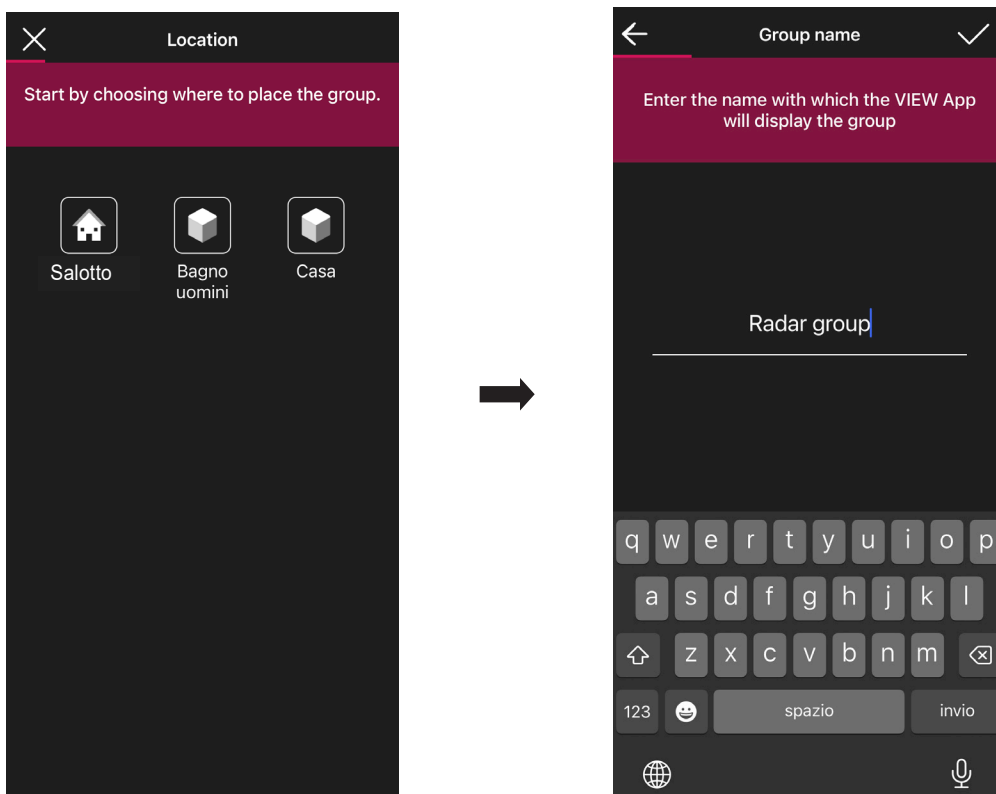 Location
Start by choosing where to place the group.
Salotto
Bagno
uomini
Casa
Group name
Enter the name with which the VIEW App
will display the group
Radar group
q w e r t y u i o p
a s d f g h j k l
z x c v b n m
123 spazio invio